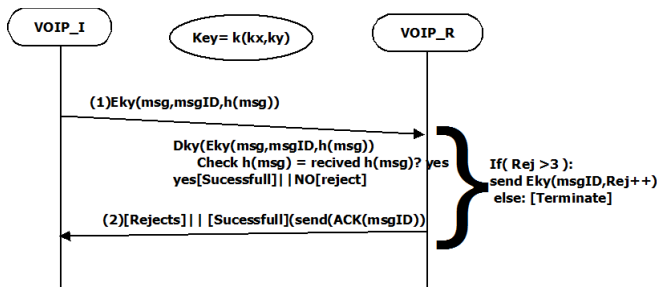 VOIP_I
Key= k(kx,ky)
VOIP_R
(1)Eky(msg,msgID,h(msg))
Dky(Eky(msg,msgID,h(msg))
Check h(msg) = recived h(msg)? yes
yes[Sucessfull]||NO[reject]
If( Rej >3 ):
send Eky(msgID,Rej++)
else: [Terminate]
(2)[Rejects]|| [Sucessfull](send(ACK(msgID))